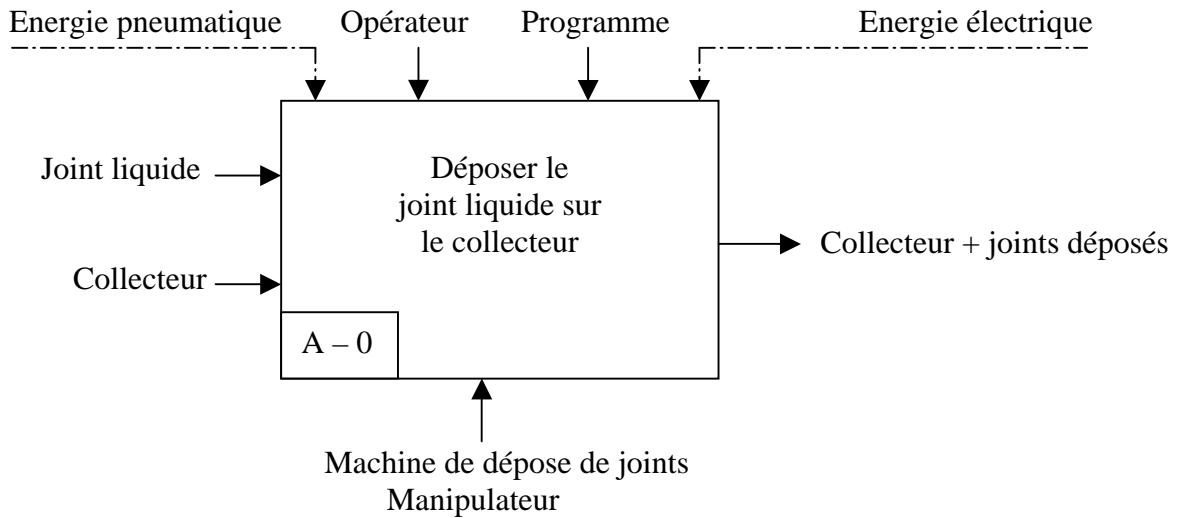 Energie pneumatique Opérateur Programme Energie électrique
Joint liquide
Déposer le
joint liquide sur
le collecteur
Collecteur + joints déposés
Collecteur
A – 0
Machine de dépose de joints
Manipulateur